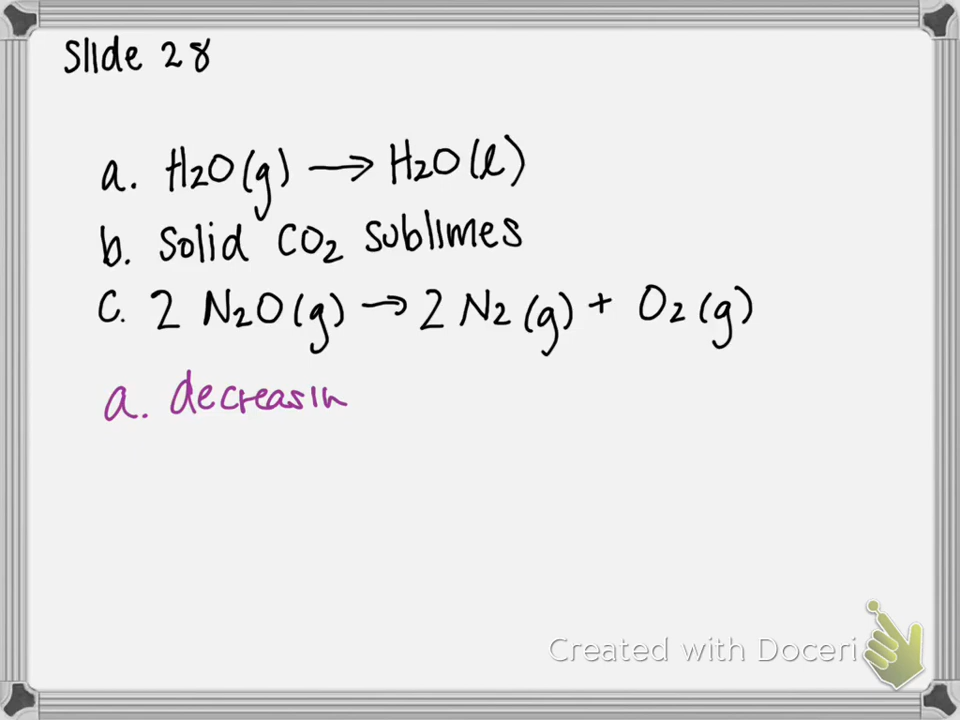 Slide 28
a. H2O(g) → H2O(l)
b. Solid CO2 sublimes
C. 2 N2O(g) → 2 N2(g) + O2(g)
a. decreasin
Created with Doceri